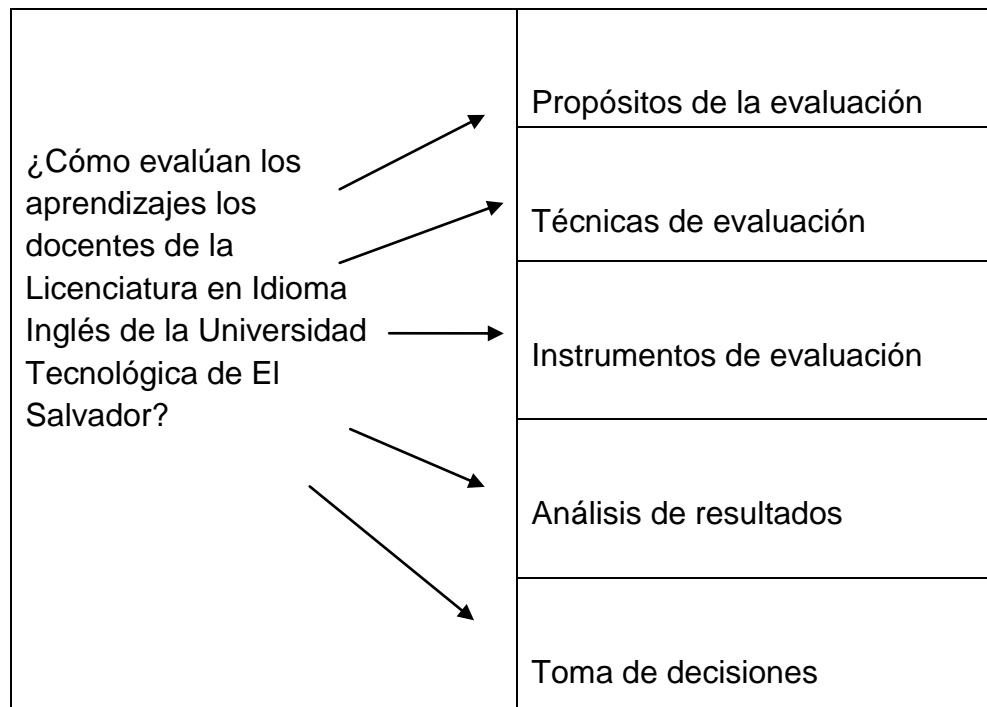 ¿Cómo evalúan los
aprendizajes los
docentes de la
Licenciatura en Idioma
Inglés de la Universidad
Tecnológica de El
Salvador?
Propósitos de la evaluación
Técnicas de evaluación
Instrumentos de evaluación
Análisis de resultados
Toma de decisiones